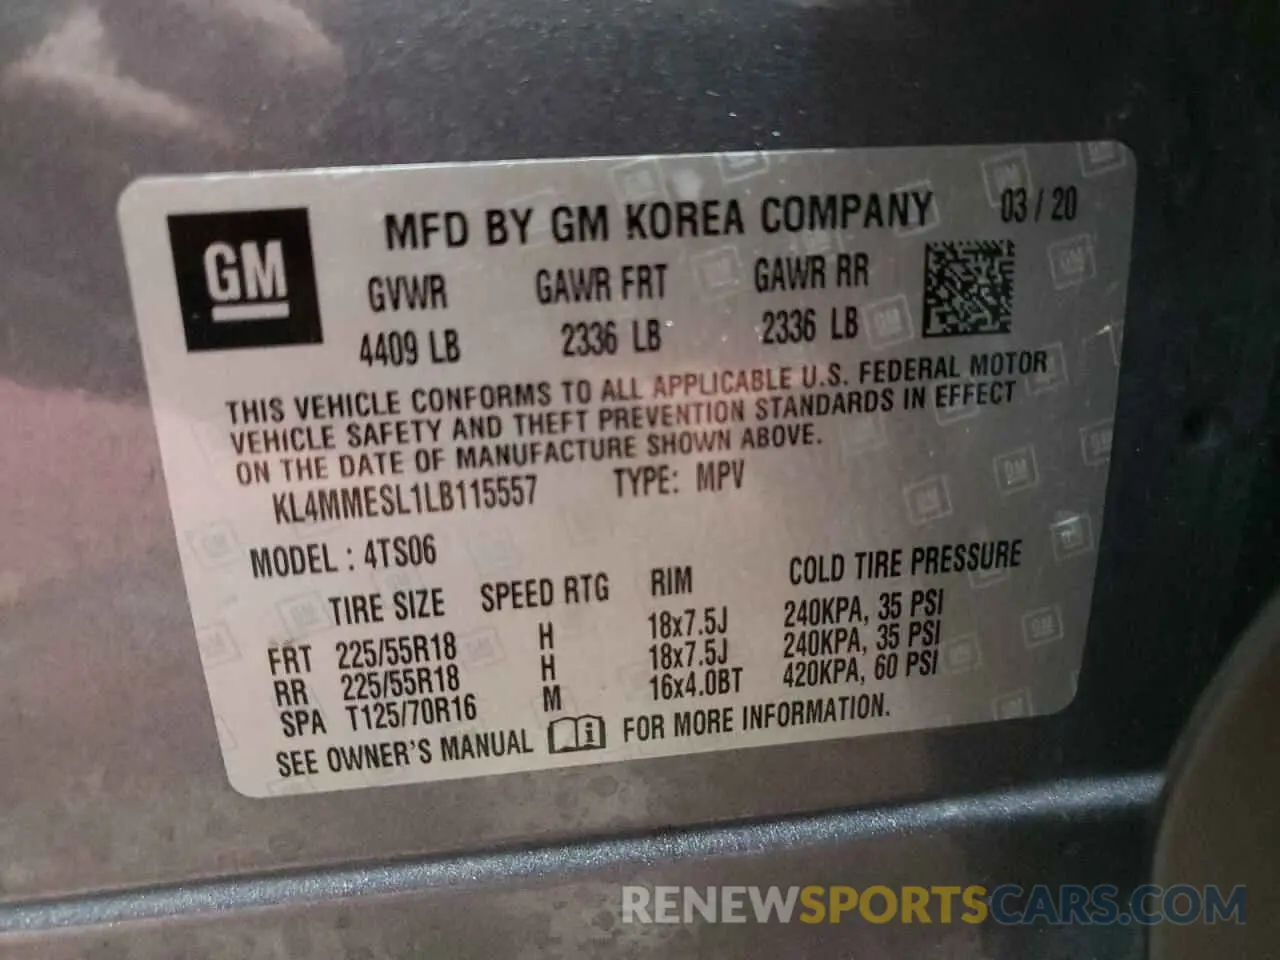 GM
MFD BY GM KOREA COMPANY 03 / 20
GVWR GAWR FRT GAWR RR
4409 LB 2336 LB 2336 LB
THIS VEHICLE CONFORMS TO ALL APPLICABLE U.S. FEDERAL MOTOR
VEHICLE SAFETY AND THEFT PREVENTION STANDARDS IN EFFECT
ON THE DATE OF MANUFACTURE SHOWN ABOVE.
KL4MMESL1LB115557 TYPE: MPV
MODEL : 4TS06
TIRE SIZE SPEED RTG RIM COLD TIRE PRESSURE
FRT 225/55R18 H 18x7.5J 240KPA, 35 PSI
RR 225/55R18 H 18x7.5J 240KPA, 35 PSI
SPA T125/70R16 M 16x4.0BT 420KPA, 60 PSI
SEE OWNER'S MANUAL i FOR MORE INFORMATION.
RENEWSPORTSCARS.COM